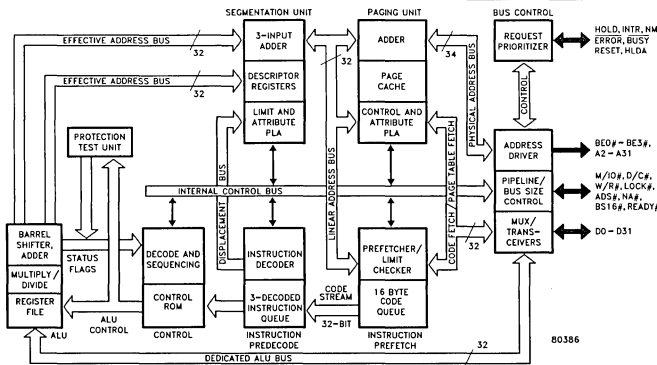 SEGMENTATION UNIT
PAGING UNIT
BUS CONTROL
EFFECTIVE ADDRESS BUS
32
EFFECTIVE ADDRESS BUS
32
3-INPUT
ADDER
DESCRIPTOR
REGISTERS
LIMIT AND
ATTRIBUTE
PLA
32
ADDER
PAGE
CACHE
CONTROL AND
ATTRIBUTE
PLA
34
PHYSICAL ADDRESS BUS
REQUEST
PRIORITIZER
HOLD, INTR, NM
ERROR, BUSY
RESET, HLDA
CONTROL
ADDRESS
DRIVER
BE0#-BE3#,
A2-A31
PIPELINE/
BUS SIZE
CONTROL
M/IO#, D/C#,
W/R#, LOCK#,
ADS#, NA#,
BS16#, READY#
MUX/
TRANS-
CEIVERS
D0-D31
PROTECTION
TEST UNIT
INTERNAL CONTROL BUS
DISPLACEMENT BUS
LINEAR ADDRESS BUS
CODE FETCH/PAGE TABLE FETCH
32
BARREL
SHIFTER,
ADDER
MULTIPLY/
DIVIDE
REGISTER
FILE
ALU
STATUS
FLAGS
ALU
CONTROL
DECODE AND
SEQUENCING
CONTROL
ROM
CONTROL
INSTRUCTION
DECODER
3-DECODED
INSTRUCTION
QUEUE
INSTRUCTION
PREDECODE
CODE
STREAM
32-BIT
PREFETCHER/
LIMIT
CHECKER
16 BYTE
CODE
QUEUE
INSTRUCTION
PREFETCH
80386
DEDICATED ALU BUS
32